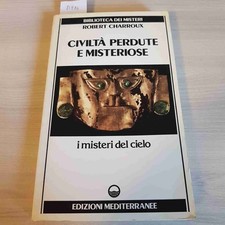 BIBLIOTECA DEI MISTERI
ROBERT CHARROUX
CIVILTÀ PERDUTE
E MISTERIOSE
i misteri del cielo
EDIZIONI MEDITERRANEE